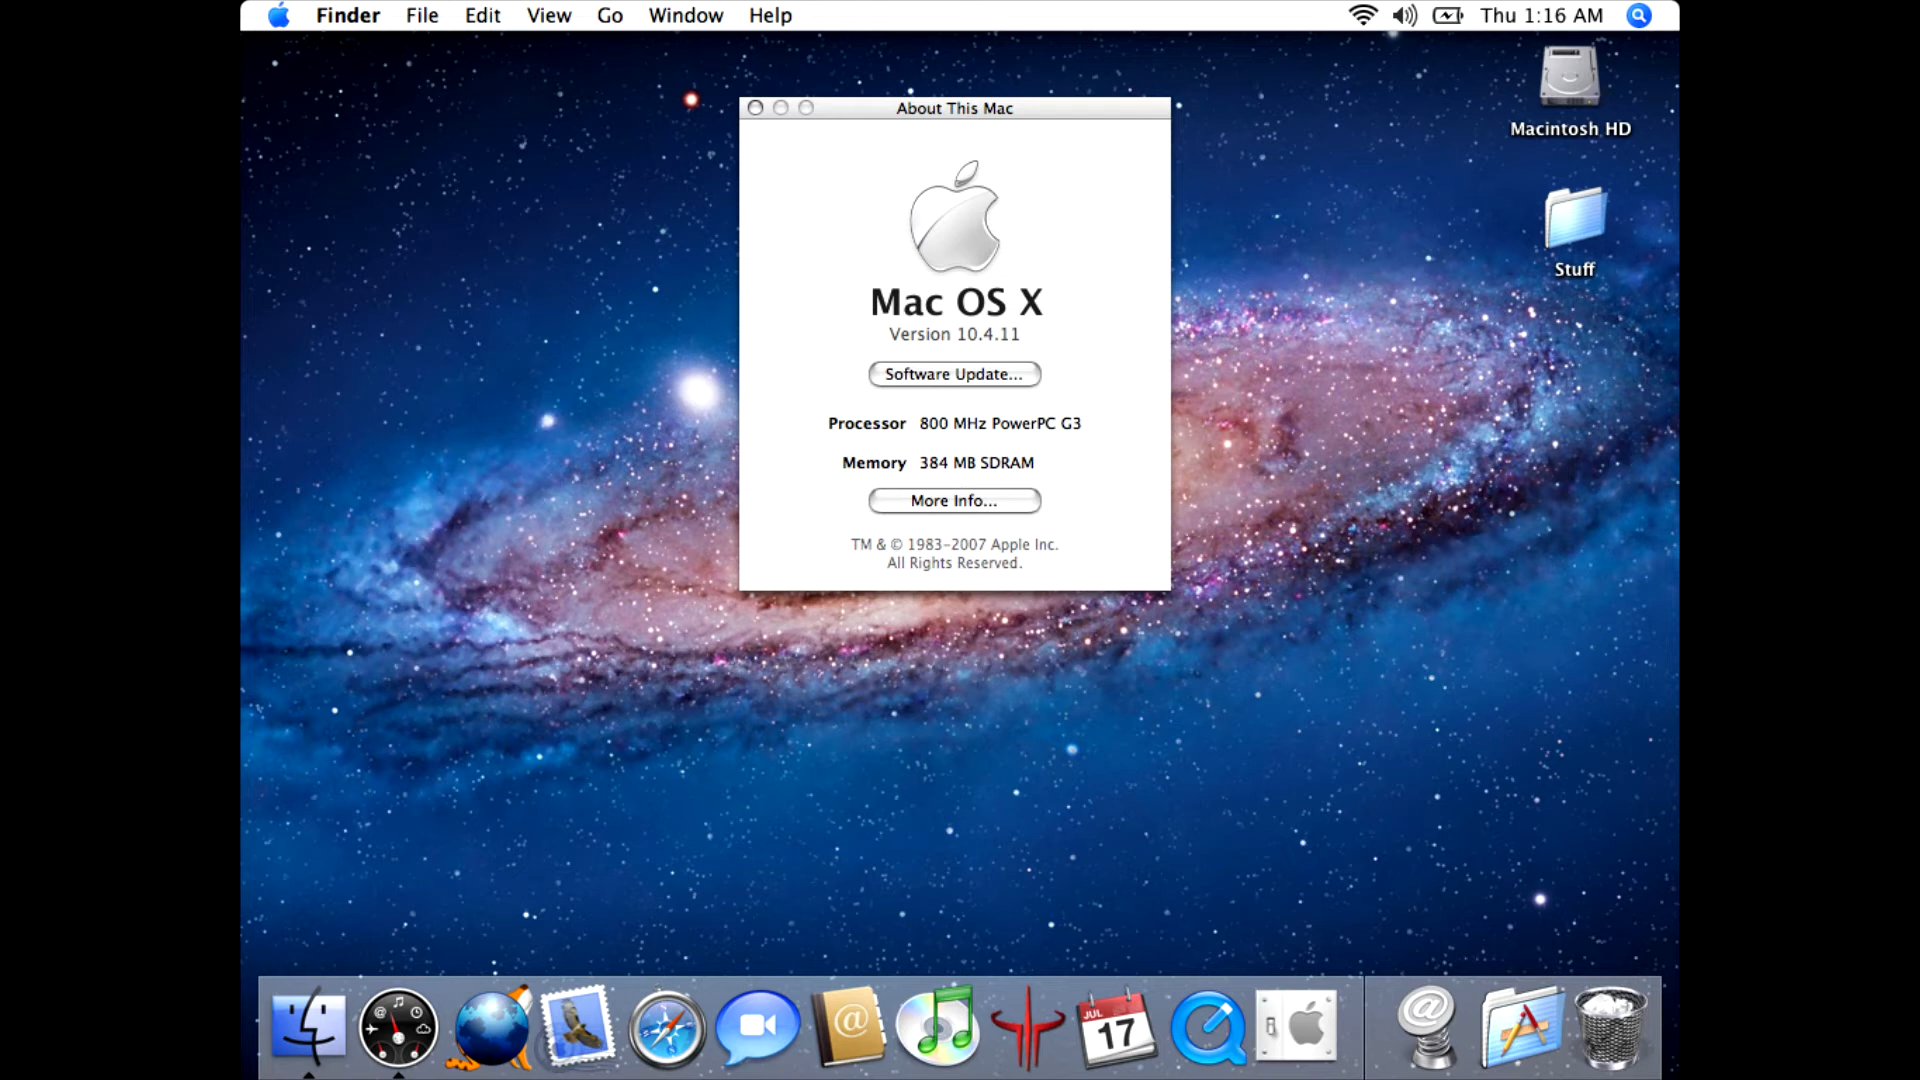 Finder File Edit View Go Window Help Thu 1:16 AM
About This Mac
Macintosh HD
Stuff
Mac OS X
Version 10.4.11
Software Update...
Processor 800 MHz PowerPC G3
Memory 384 MB SDRAM
More Info...
TM & © 1983-2007 Apple Inc.
All Rights Reserved.
@ @ JUL @
17